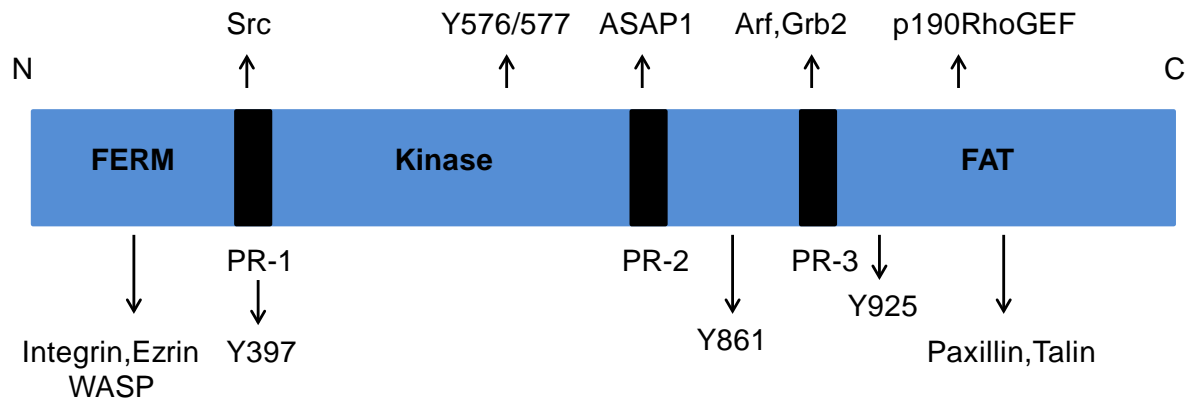 Src
Y576/577
ASAP1
Arf,Grb2
p190RhoGEF
N
C
FERM
Kinase
FAT
PR-1
PR-2
PR-3
Y925
Y861
Integrin,Ezrin
WASP
Y397
Paxillin,Talin